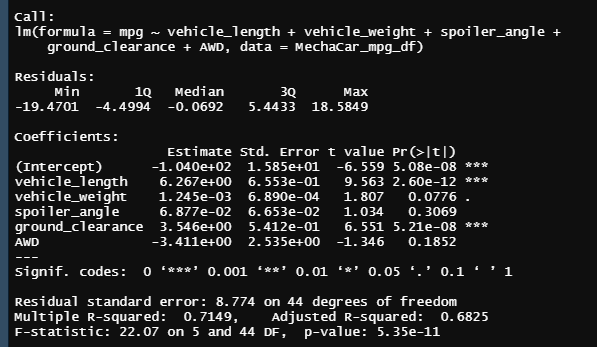 Call:
lm(formula = mpg ~ vehicle_length + vehicle_weight + spoiler_angle +
    ground_clearance + AWD, data = MechaCar_mpg_df)

Residuals:
     Min       1Q   Median       3Q      Max
-19.4701  -4.4994  -0.0692   5.4433  18.5849

Coefficients:
                   Estimate Std. Error t value Pr(>|t|)
(Intercept)      -1.040e+02  1.585e+01  -6.559 5.08e-08 ***
vehicle_length    6.267e+00  6.553e-01   9.563 2.60e-12 ***
vehicle_weight    1.245e-03  6.890e-04   1.807   0.0776 .
spoiler_angle     6.877e-02  6.653e-02   1.034   0.3069
ground_clearance  3.546e+00  5.412e-01   6.551 5.21e-08 ***
AWD              -3.411e+00  2.535e+00  -1.346   0.1852
---
Signif. codes:  0 ‘***’ 0.001 ‘**’ 0.01 ‘*’ 0.05 ‘.’ 0.1 ‘ ’ 1

Residual standard error: 8.774 on 44 degrees of freedom
Multiple R-squared:  0.7149,	Adjusted R-squared:  0.6825
F-statistic: 22.07 on 5 and 44 DF,  p-value: 5.35e-11